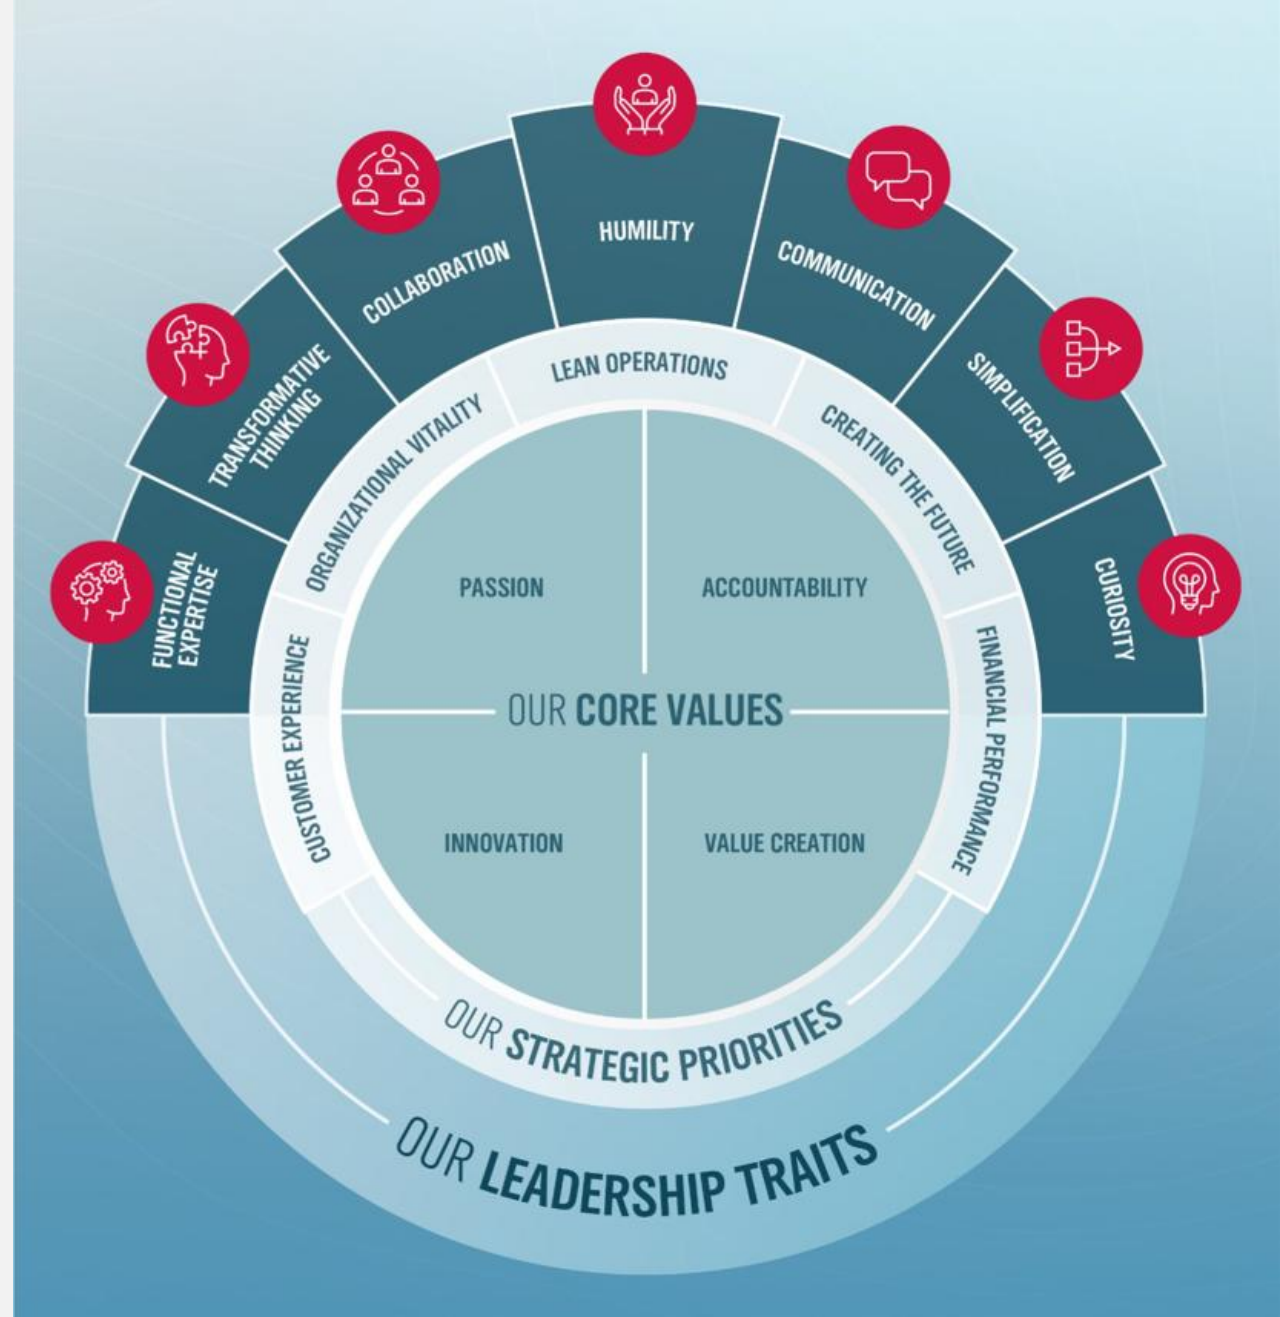 FUNCTIONAL
EXPERTISE
TRANSFORMATIVE
THINKING
COLLABORATION
HUMILITY
COMMUNICATION
SIMPLIFICATION
CURIOSITY
CUSTOMER EXPERIENCE
ORGANIZATIONAL VITALITY
LEAN OPERATIONS
CREATING THE FUTURE
FINANCIAL PERFORMANCE
PASSION
ACCOUNTABILITY
OUR CORE VALUES
INNOVATION
VALUE CREATION
OUR STRATEGIC PRIORITIES
OUR LEADERSHIP TRAITS